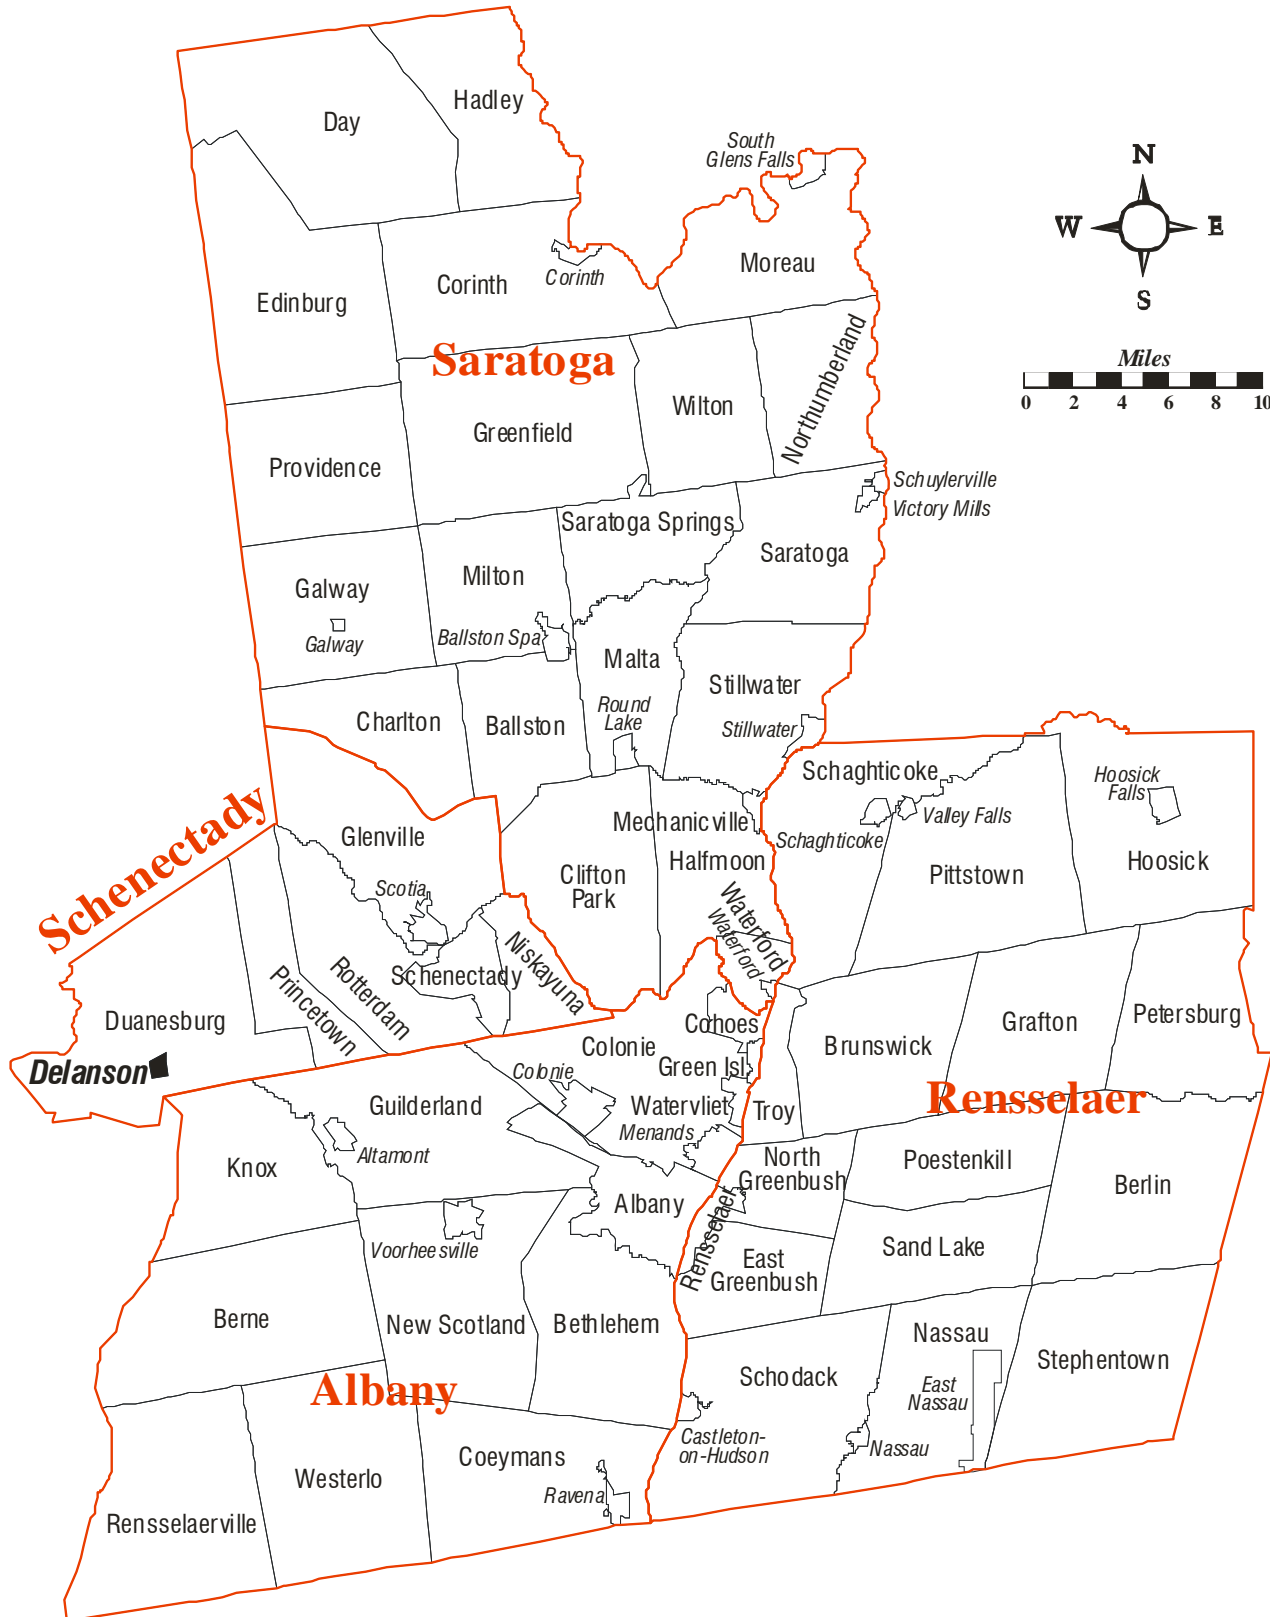 Hadley
Day
South
Glens Falls
N
W
E
S
Moreau
Corinth
Corinth
Edinburg
Saratoga
Miles
0 2 4 6 8 10
Northumberland
Wilton
Greenfield
Providence
Schuylerville
Victory Mills
Saratoga Springs
Saratoga
Milton
Galway
Galway
Ballston Spa
Malta
Stillwater
Round
Lake
Stillwater
Charlton
Ballston
Schaghticoke
Hoosick
Falls
Schenectady
Valley Falls
Mechanicville
Schaghticoke
Glenville
Halfmoon
Hoosick
Clifton
Park
Pittstown
Scotia
Waterford
Waterford
Niskayuna
Schenectady
Rotterdam
Princetown
Duanesburg
Cohoes
Grafton
Petersburg
Colonie
Brunswick
Green Isl.
Delanson
Colonie
Rensselaer
Guilderland
Watervliet
Troy
Menands
Altamont
North
Greenbush
Poestenkill
Knox
Berlin
Albany
Rensselaer
Voorheesville
Sand Lake
East
Greenbush
Berne
New Scotland
Bethlehem
Nassau
Stephentown
Schodack
Albany
East
Nassau
Castleton-
on-Hudson
Nassau
Coeymans
Westerlo
Ravena
Rensselaerville